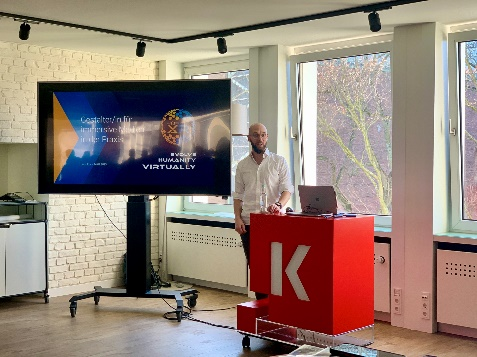 Gestalter/in für
immersive Medien
in der Praxis
EVOLVE
HUMANITY
VIRTUALLY
K